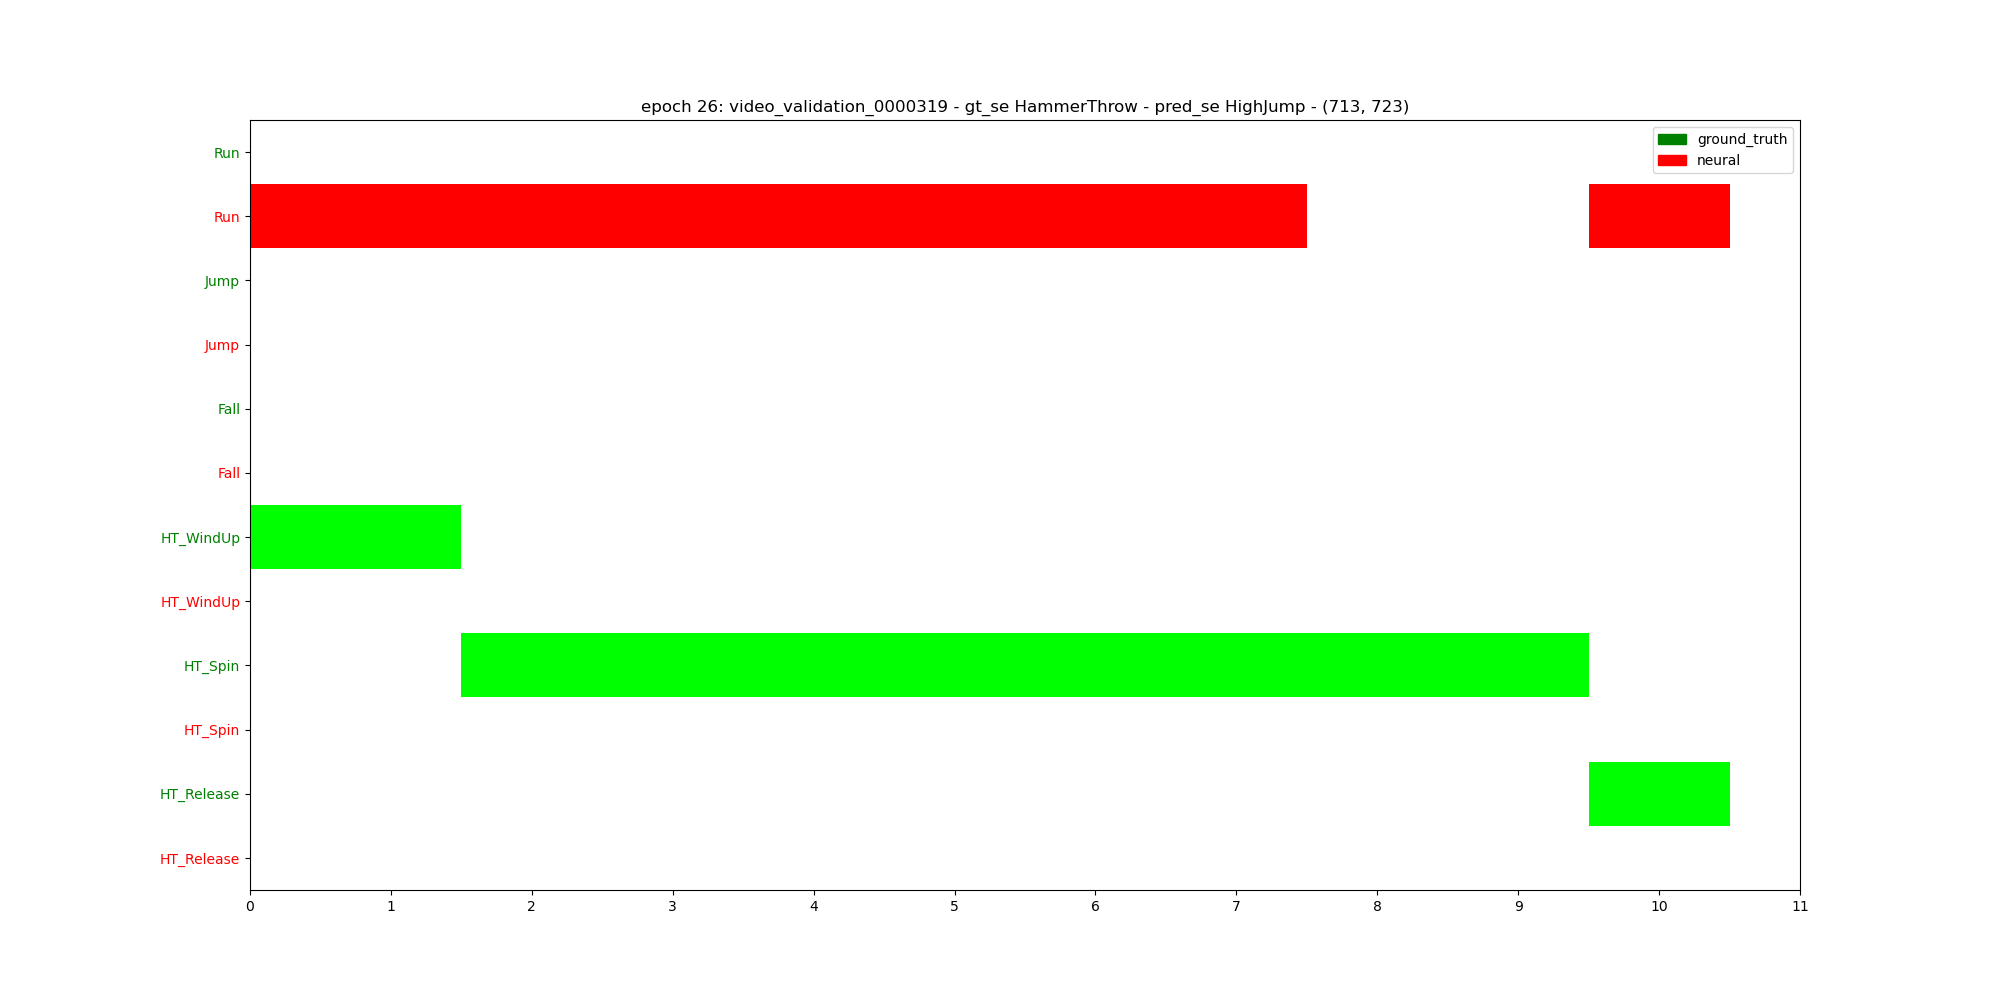 epoch 26: video_validation_0000319 - gt_se HammerThrow - pred_se HighJump - (713, 723)
ground_truth
neural
Run
Run
Jump
Jump
Fall
Fall
HT_WindUp
HT_WindUp
HT_Spin
HT_Spin
HT_Release
HT_Release
0 1 2 3 4 5 6 7 8 9 10 11